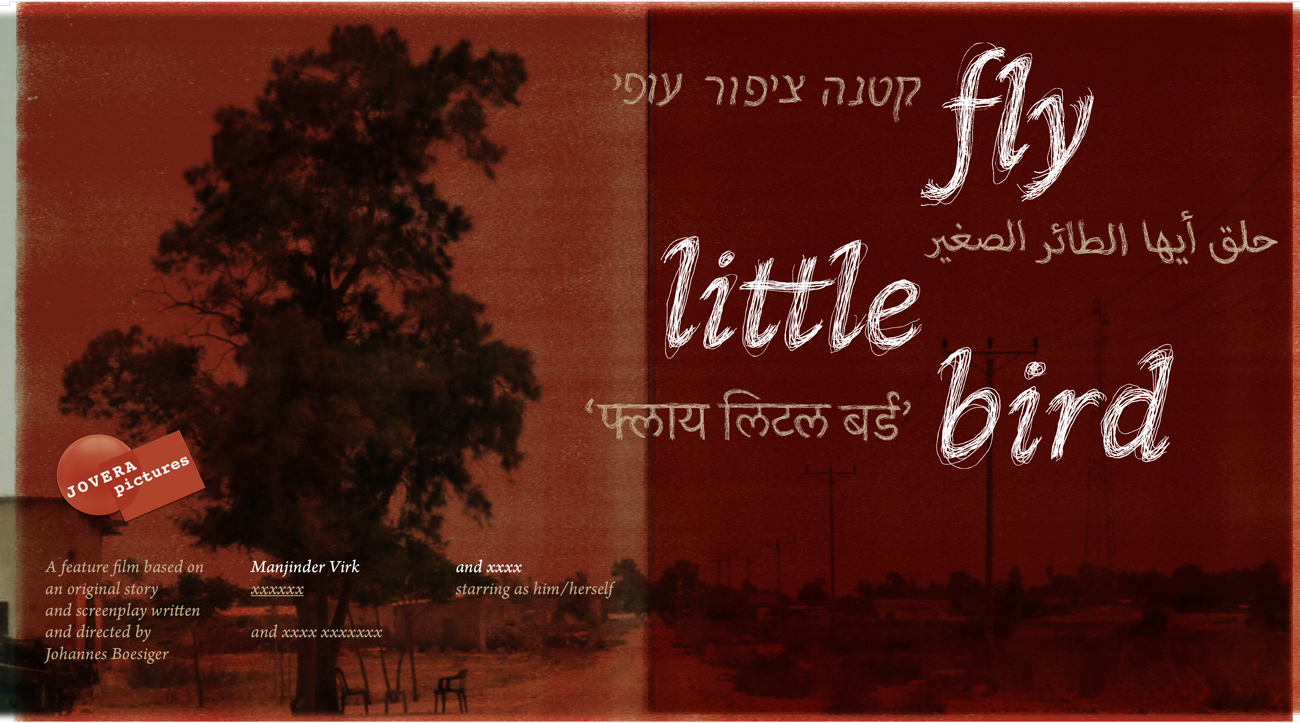 קטנה ציפור עופי
fly
حلق أيها الطائر الصغير
little
bird
‘फ्लाय लिटल बर्ड’
JOVERA
pictures
A feature film based on
an original story
and screenplay written
and directed by
Johannes Boesiger
Manjinder Virk
xxxxxx
and xxxx xxxxxxx
and xxxx
starring as him/herself